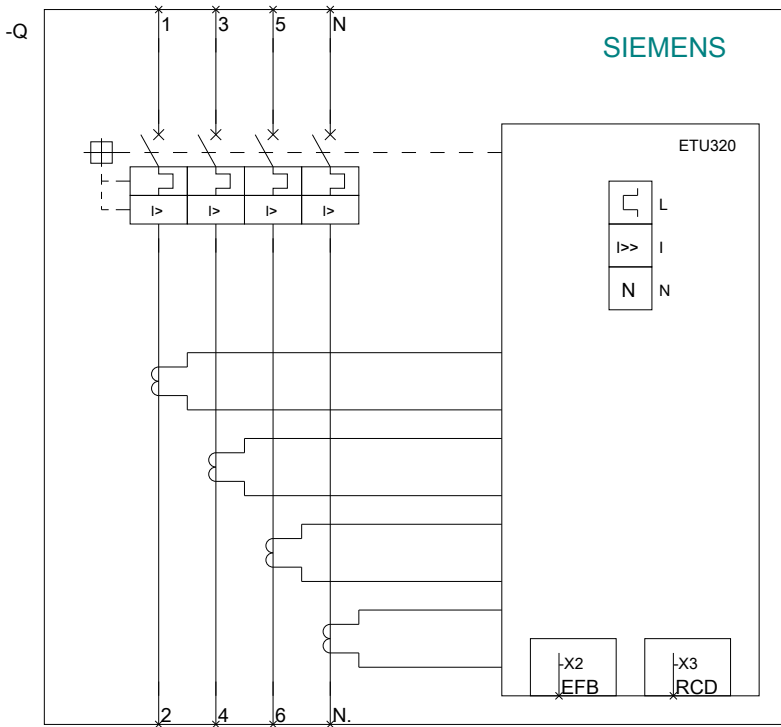 -Q
1 3 5 N
SIEMENS
ETU320
L
I> I> I> I>
I>> I
N N
-X2 -X3
EFB RCD
2 4 6 N.